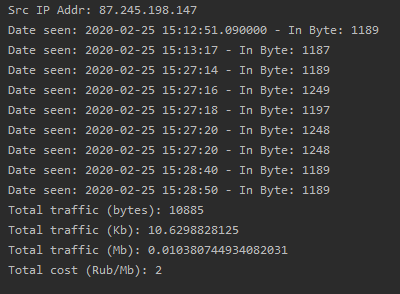 Src IP Addr: 87.245.198.147
Date seen: 2020-02-25 15:12:51.090000 - In Byte: 1189
Date seen: 2020-02-25 15:13:17 - In Byte: 1187
Date seen: 2020-02-25 15:27:14 - In Byte: 1189
Date seen: 2020-02-25 15:27:16 - In Byte: 1249
Date seen: 2020-02-25 15:27:18 - In Byte: 1197
Date seen: 2020-02-25 15:27:20 - In Byte: 1248
Date seen: 2020-02-25 15:27:20 - In Byte: 1248
Date seen: 2020-02-25 15:28:40 - In Byte: 1189
Date seen: 2020-02-25 15:28:50 - In Byte: 1189
Total traffic (bytes): 10885
Total traffic (Kb): 10.6298828125
Total traffic (Mb): 0.010380744934082031
Total cost (Rub/Mb): 2